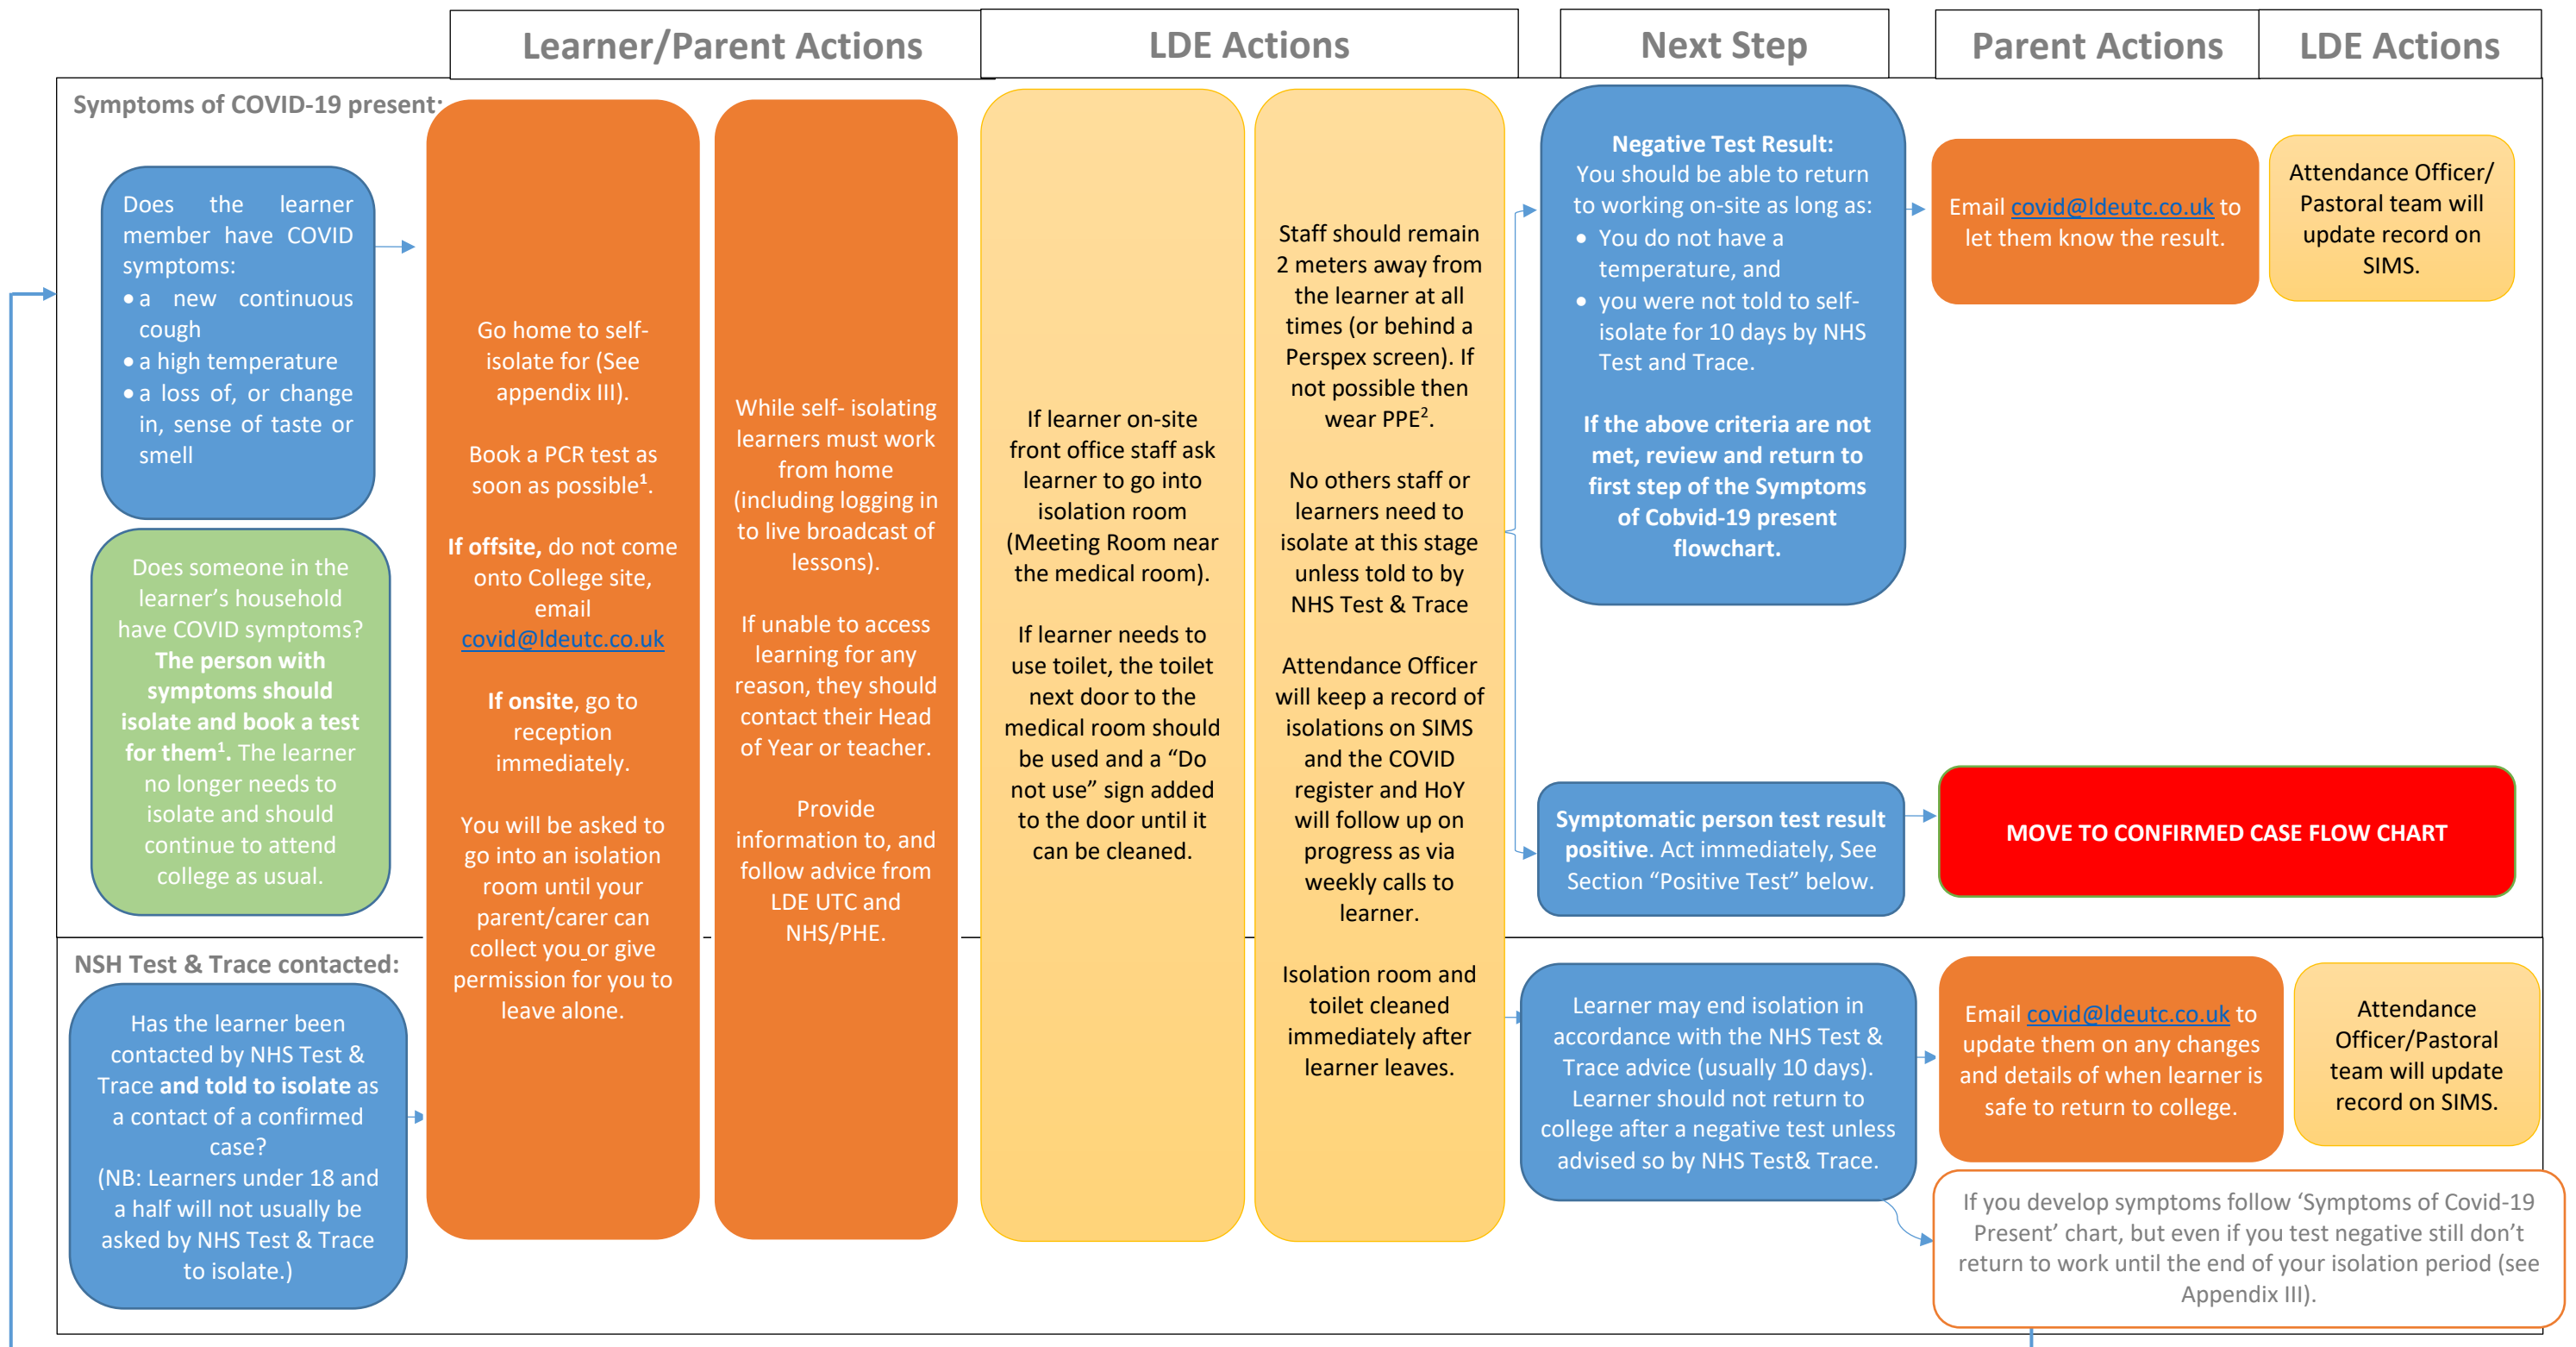 Learner/Parent Actions
LDE Actions
Next Step
Parent Actions
LDE Actions
Symptoms of COVID-19 present:
Does the learner
member have COVID
symptoms:
• a new continuous
cough
• a high temperature
• a loss of, or change
in, sense of taste or
smell
Does someone in the
learner's household
have COVID symptoms?
The person with
symptoms should
isolate and book a test
for them¹. The learner
no longer needs to
isolate and should
continue to attend
college as usual.
Go home to self-
isolate for (See
appendix III).
Book a PCR test as
soon as possible¹.
If offsite, do not come
onto College site,
email
covid@ldeutc.co.uk
If onsite, go to
reception
immediately.
You will be asked to
go into an isolation
room until your
parent/carer can
collect you or give
permission for you to
leave alone.
While self- isolating
learners must work
from home
(including logging in
to live broadcast of
lessons).
If unable to access
learning for any
reason, they should
contact their Head
of Year or teacher.
Provide
information to, and
follow advice from
LDE UTC and
NHS/PHE.
If learner on-site
front office staff ask
learner to go into
isolation room
(Meeting Room near
the medical room).
If learner needs to
use toilet, the toilet
next door to the
medical room should
be used and a “Do
not use” sign added
to the door until it
can be cleaned.
Staff should remain
2 meters away from
the learner at all
times (or behind a
Perspex screen). If
not possible then
wear PPE².
No others staff or
learners need to
isolate at this stage
unless told to by
NHS Test & Trace
Attendance Officer
will keep a record of
isolations on SIMS
and the COVID
register and HoY
will follow up on
progress as via
weekly calls to
learner.
Isolation room and
toilet cleaned
immediately after
learner leaves.
Negative Test Result:
You should be able to return
to working on-site as long as:
• You do not have a
temperature, and
• you were not told to self-
isolate for 10 days by NHS
Test and Trace.
If the above criteria are not
met, review and return to
first step of the Symptoms
of Cobvid-19 present
flowchart.
Email covid@ldeutc.co.uk to
let them know the result.
Attendance Officer/
Pastoral team will
update record on
SIMS.
Symptomatic person test result
positive. Act immediately, See
Section “Positive Test” below.
MOVE TO CONFIRMED CASE FLOW CHART
NSH Test & Trace contacted:
Has the learner been
contacted by NHS Test &
Trace and told to isolate as
a contact of a confirmed
case?
(NB: Learners under 18 and
a half will not usually be
asked by NHS Test & Trace
to isolate.)
Learner may end isolation in
accordance with the NHS Test &
Trace advice (usually 10 days).
Learner should not return to
college after a negative test unless
advised so by NHS Test& Trace.
Email covid@ldeutc.co.uk to
update them on any changes
and details of when learner is
safe to return to college.
Attendance
Officer/Pastoral
team will update
record on SIMS.
If you develop symptoms follow ‘Symptoms of Covid-19
Present’ chart, but even if you test negative still don’t
return to work until the end of your isolation period (see
Appendix III).